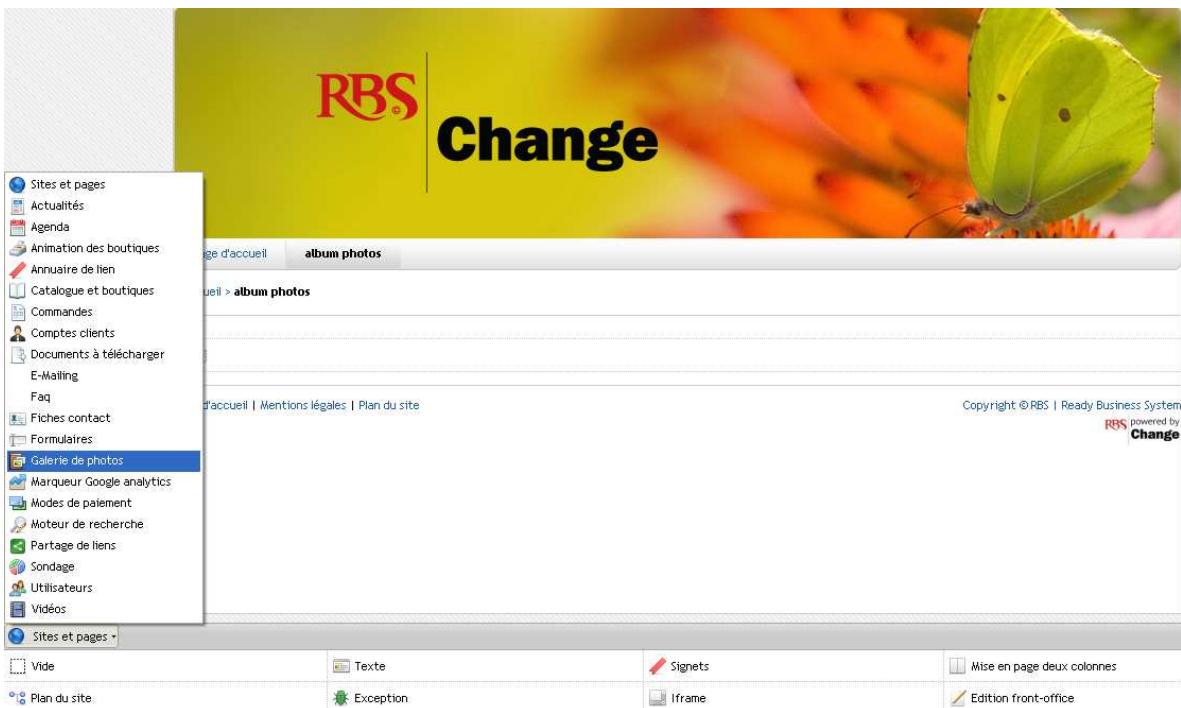 RBS
Change
Sites et pages
Actualités
Agenda
Animation des boutiques
Annuaire de lien
Catalogue et boutiques
Commandes
Comptes clients
Documents à télécharger
E-Mailing
Faq
Fiches contact
Formulaires
Galerie de photos
Marqueur Google analytics
Modes de paiement
Moteur de recherche
Partage de liens
Sondage
Utilisateurs
Vidéos
ge d'accueil album photos
ueil > album photos
d'accueil | Mentions légales | Plan du site
Copyright © RBS | Ready Business System
RBS powered by
Change
Sites et pages
Vide Texte Signets Mise en page deux colonnes
Plan du site Exception Iframe Edition front-office